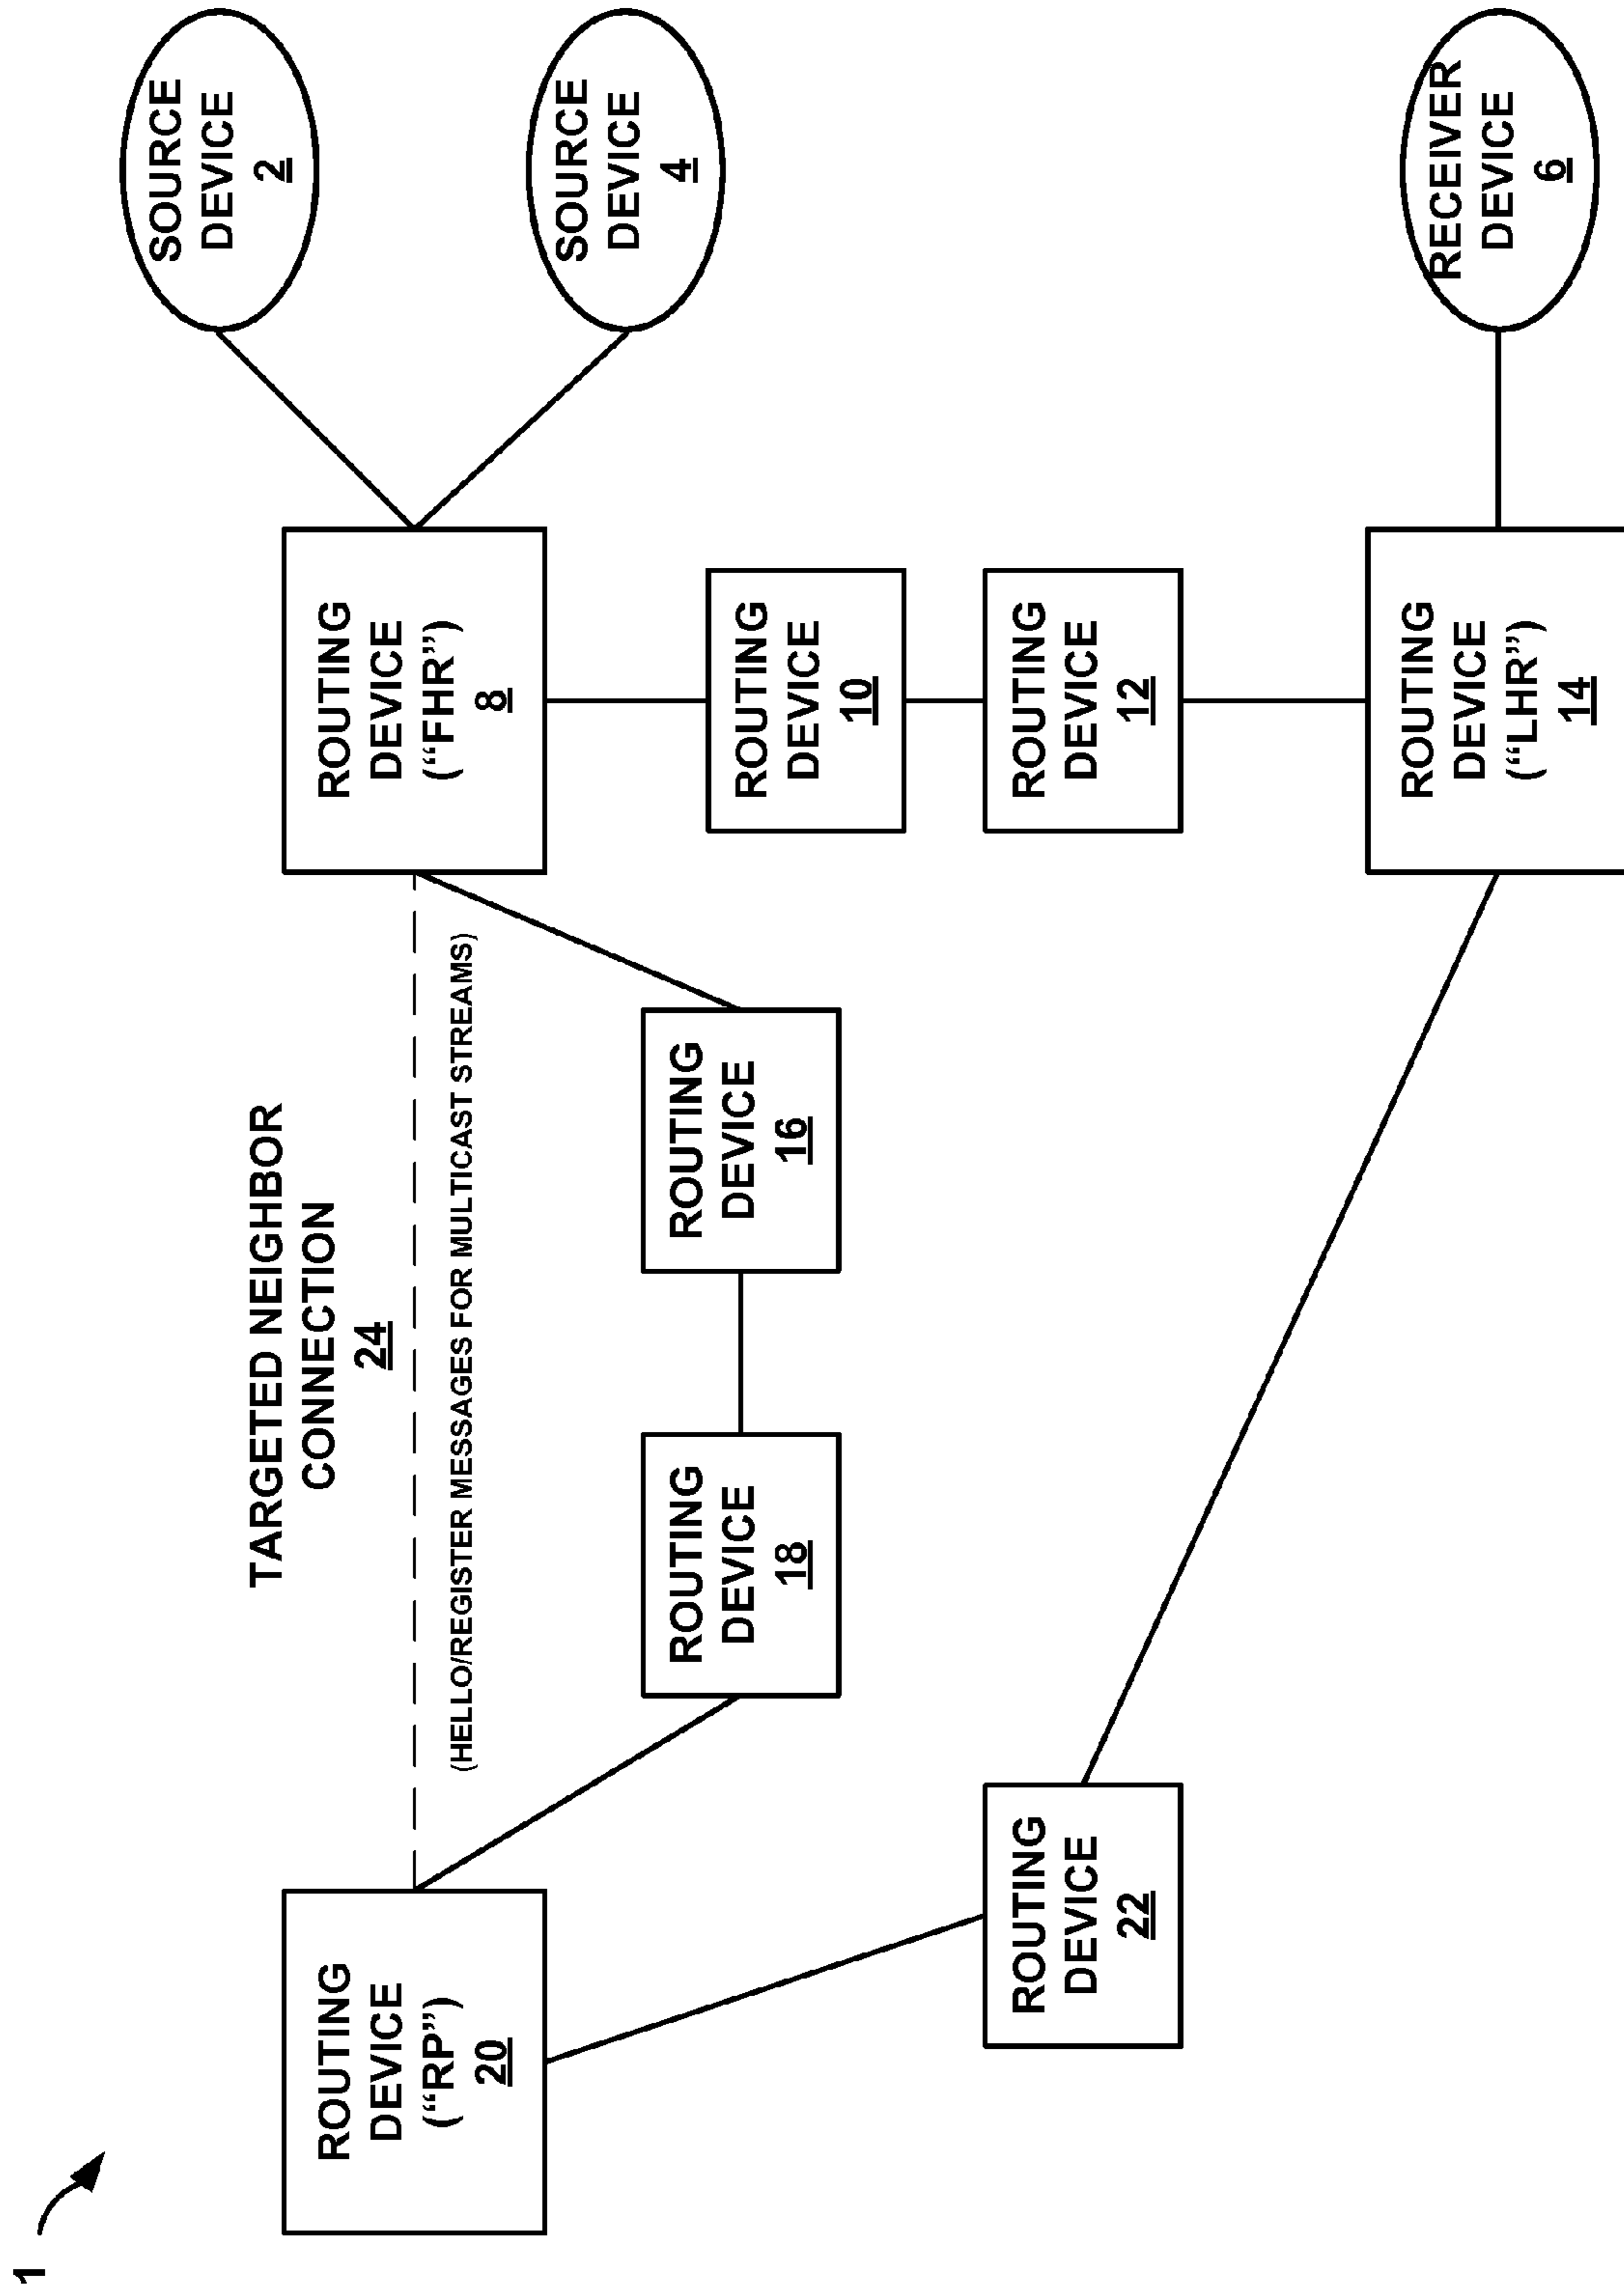 1
SOURCE
DEVICE
2
SOURCE
DEVICE
4
RECEIVER
DEVICE
6
ROUTING
DEVICE
(“FHR”)
8
ROUTING
DEVICE
10
ROUTING
DEVICE
12
ROUTING
DEVICE
(“LHR”)
14
TARGETED NEIGHBOR
CONNECTION
24
(HELLO/REGISTER MESSAGES FOR MULTICAST STREAMS)
ROUTING
DEVICE
16
ROUTING
DEVICE
18
ROUTING
DEVICE
(“RP”)
20
ROUTING
DEVICE
22